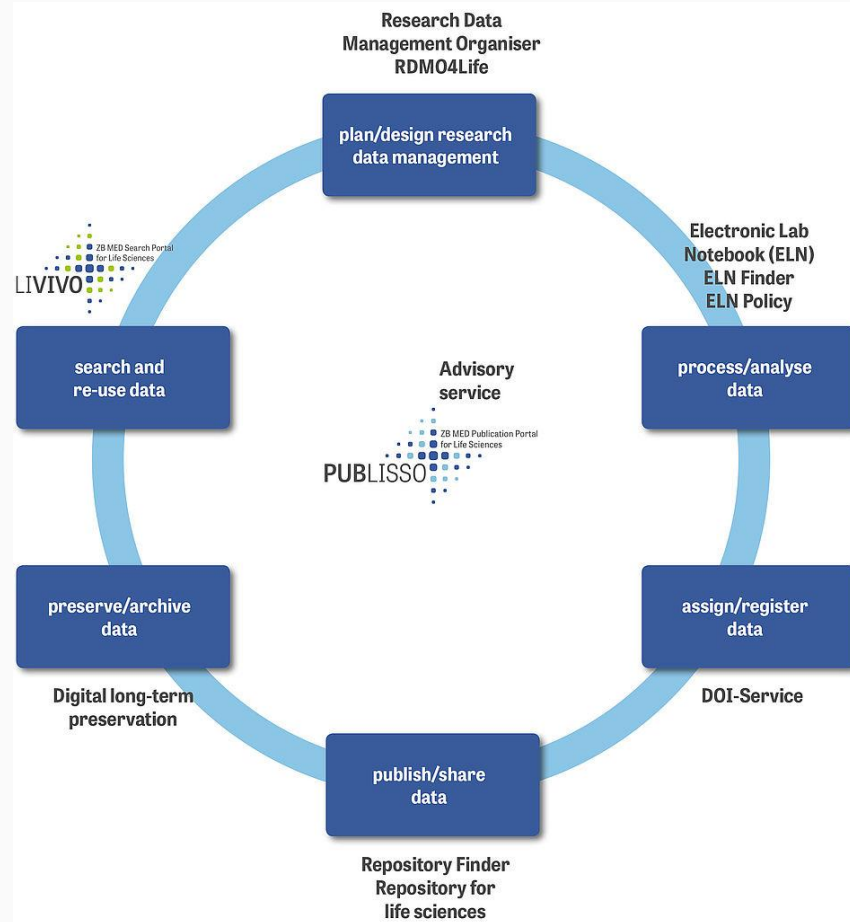 Research Data
Management Organiser
RDMO4Life
plan/design research
data management
ZB MED Search Portal
for Life Sciences
LIVIVO
Electronic Lab
Notebook (ELN)
ELN Finder
ELN Policy
search and
re-use data
process/analyse
data
Advisory
service
ZB MED Publication Portal
for Life Sciences
PUBLISSO
preserve/archive
data
assign/register
data
Digital long-term
preservation
DOI-Service
publish/share
data
Repository Finder
Repository for
life sciences